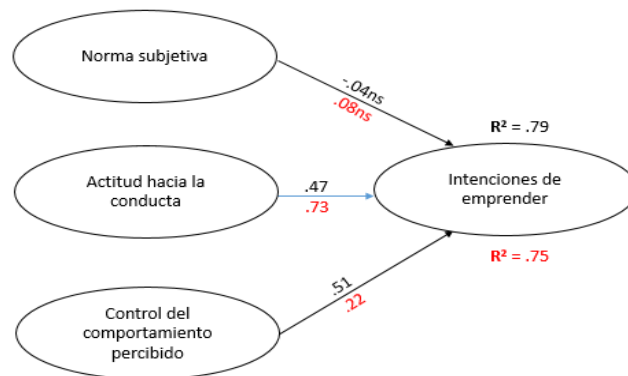 Norma subjetiva
-.04ns
.08ns
R² = .79
Actitud hacia la
conducta
.47
.73
Intenciones de
emprender
R² = .75
.51
.22
Control del
comportamiento
percibido